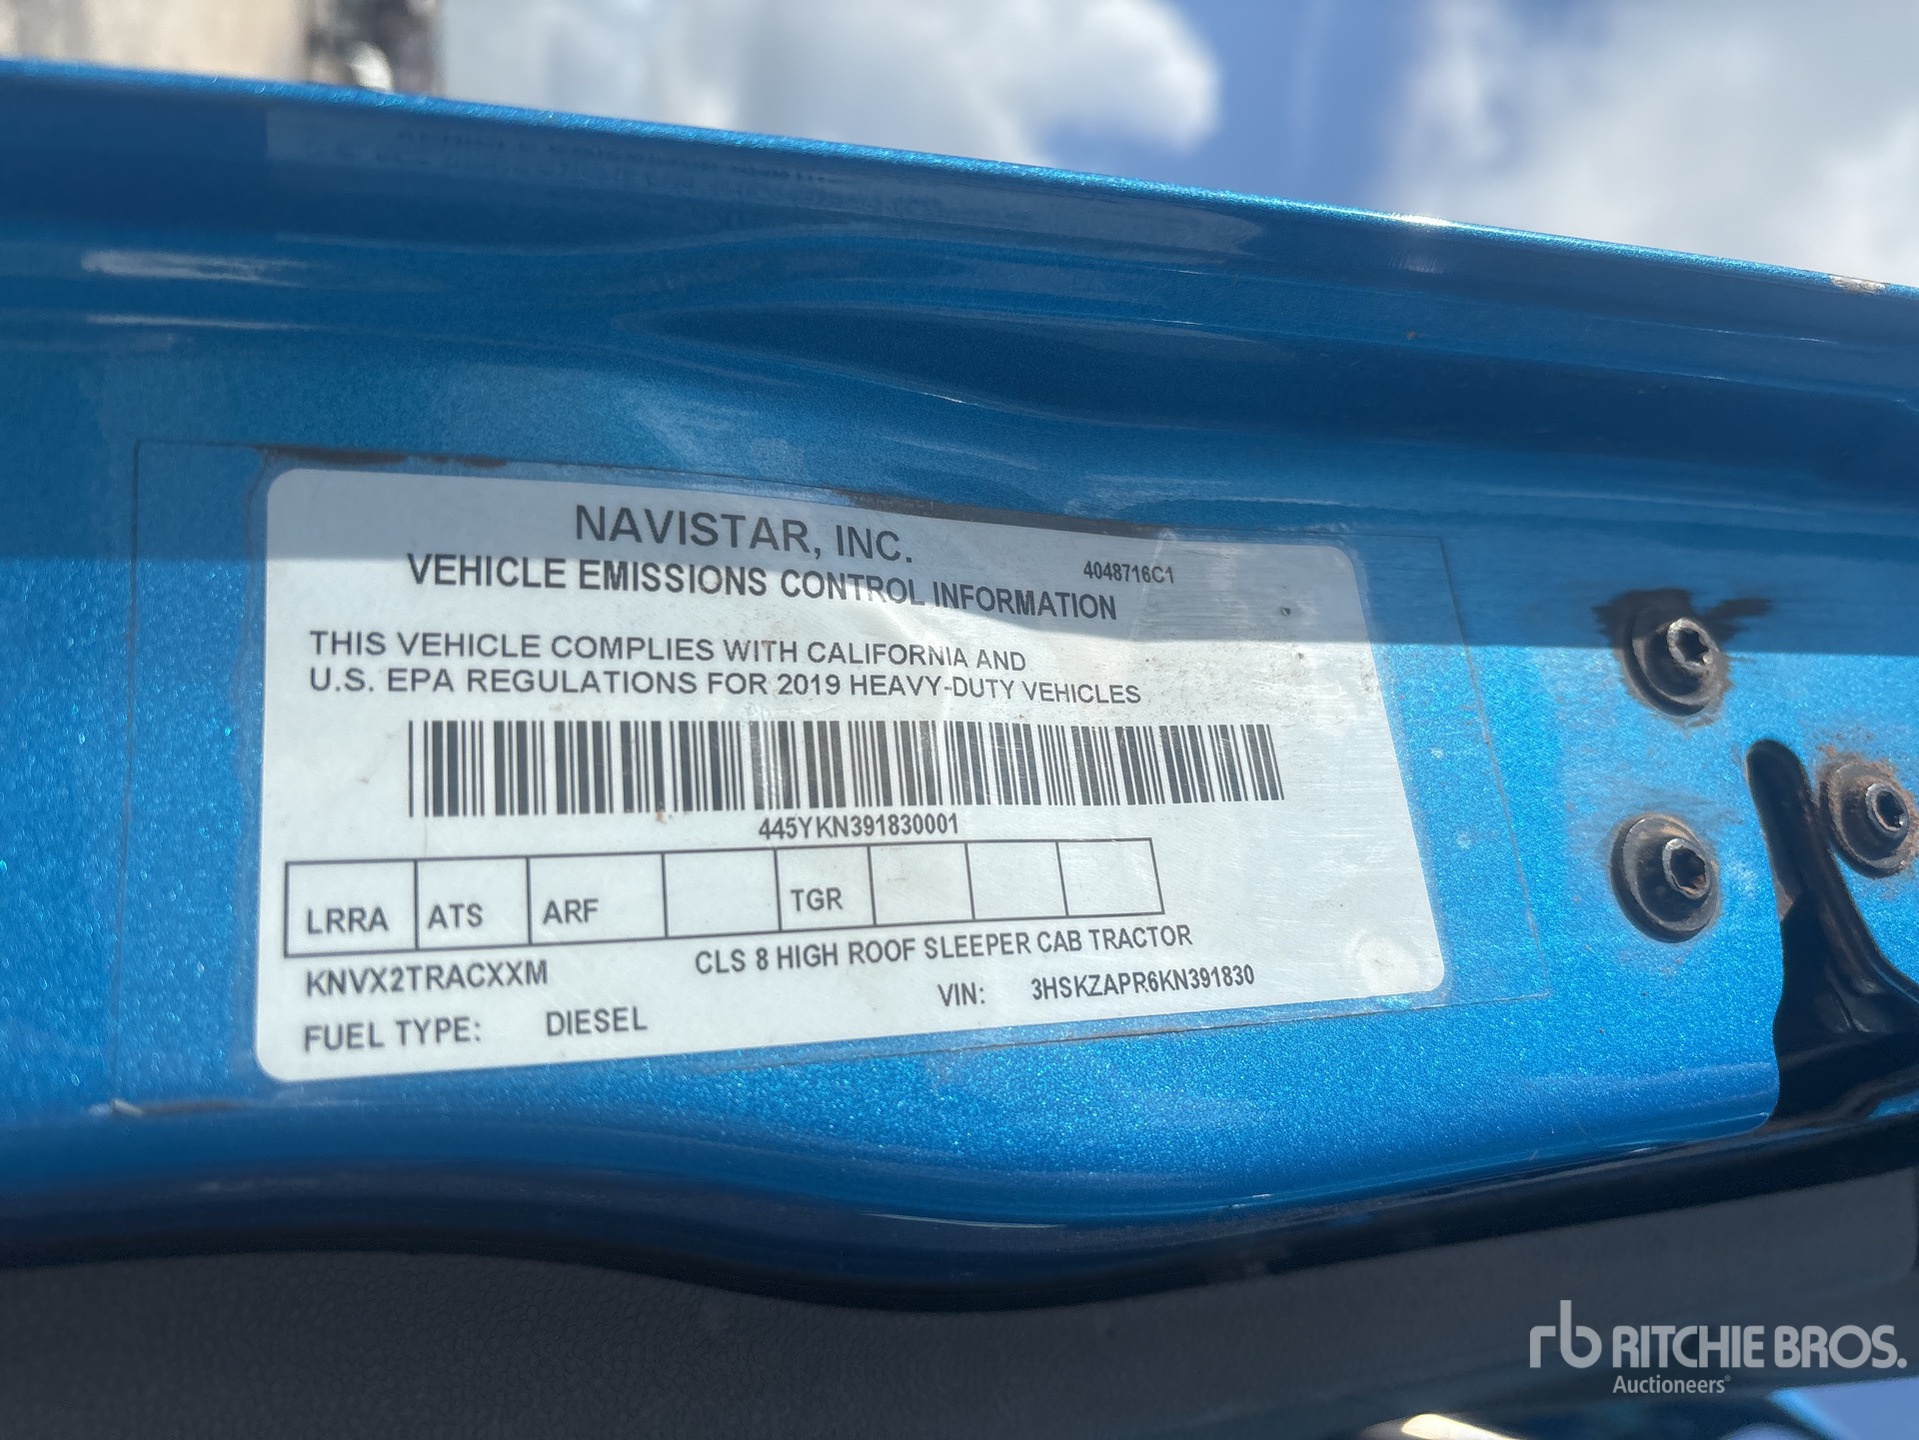 NAVISTAR, INC.
VEHICLE EMISSIONS CONTROL INFORMATION 4048716C1
THIS VEHICLE COMPLIES WITH CALIFORNIA AND
U.S. EPA REGULATIONS FOR 2019 HEAVY-DUTY VEHICLES
445YKN391830001
LRRA ATS ARF TGR
KNVX2TRACXXM CLS 8 HIGH ROOF SLEEPER CAB TRACTOR
FUEL TYPE: DIESEL VIN: 3HSKZAPR6KN391830
rb RITCHIE BROS.
Auctioneers®